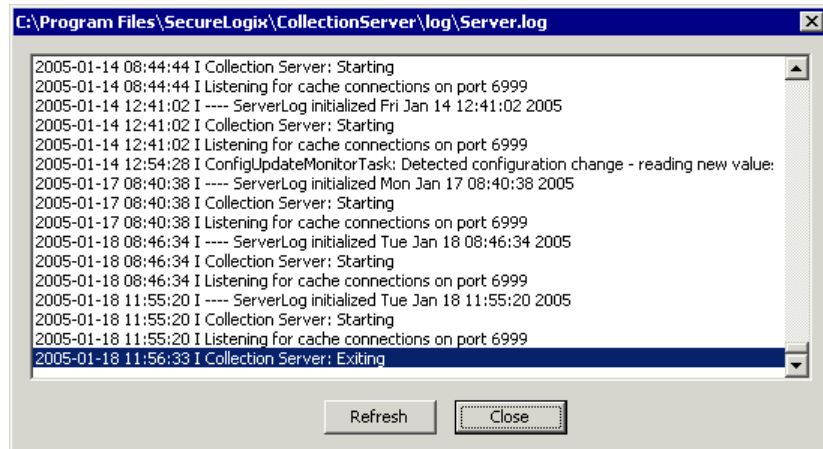 C:\Program Files\SecureLogix\CollectionServer\log\Server.log
2005-01-14 08:44:44 I Collection Server: Starting
2005-01-14 08:44:44 I Listening for cache connections on port 6999
2005-01-14 12:41:02 I ---- ServerLog initialized Fri Jan 14 12:41:02 2005
2005-01-14 12:41:02 I Collection Server: Starting
2005-01-14 12:41:02 I Listening for cache connections on port 6999
2005-01-14 12:54:28 I ConfigUpdateMonitorTask: Detected configuration change - reading new value:
2005-01-17 08:40:38 I ---- ServerLog initialized Mon Jan 17 08:40:38 2005
2005-01-17 08:40:38 I Collection Server: Starting
2005-01-17 08:40:38 I Listening for cache connections on port 6999
2005-01-18 08:46:34 I ---- ServerLog initialized Tue Jan 18 08:46:34 2005
2005-01-18 08:46:34 I Collection Server: Starting
2005-01-18 08:46:34 I Listening for cache connections on port 6999
2005-01-18 11:55:20 I ---- ServerLog initialized Tue Jan 18 11:55:20 2005
2005-01-18 11:55:20 I Collection Server: Starting
2005-01-18 11:55:20 I Listening for cache connections on port 6999
2005-01-18 11:56:33 I Collection Server: Exiting
Refresh
Close